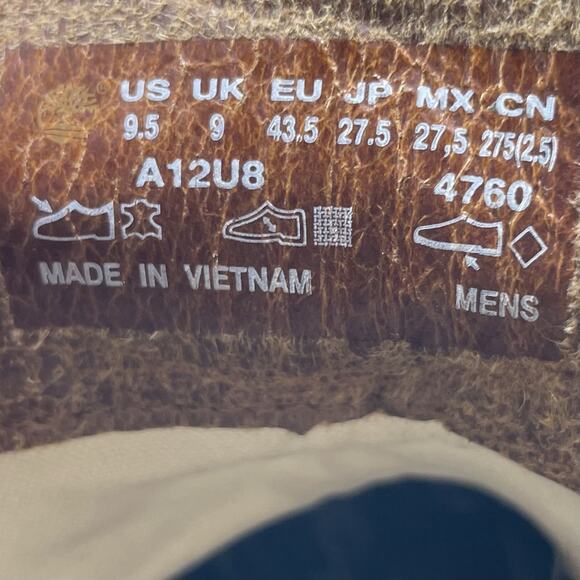 US UK EU JP MX CN
9.5 9 43.5 27.5 27,5 275(2.5)
A12U8 4760
MADE IN VIETNAM MENS